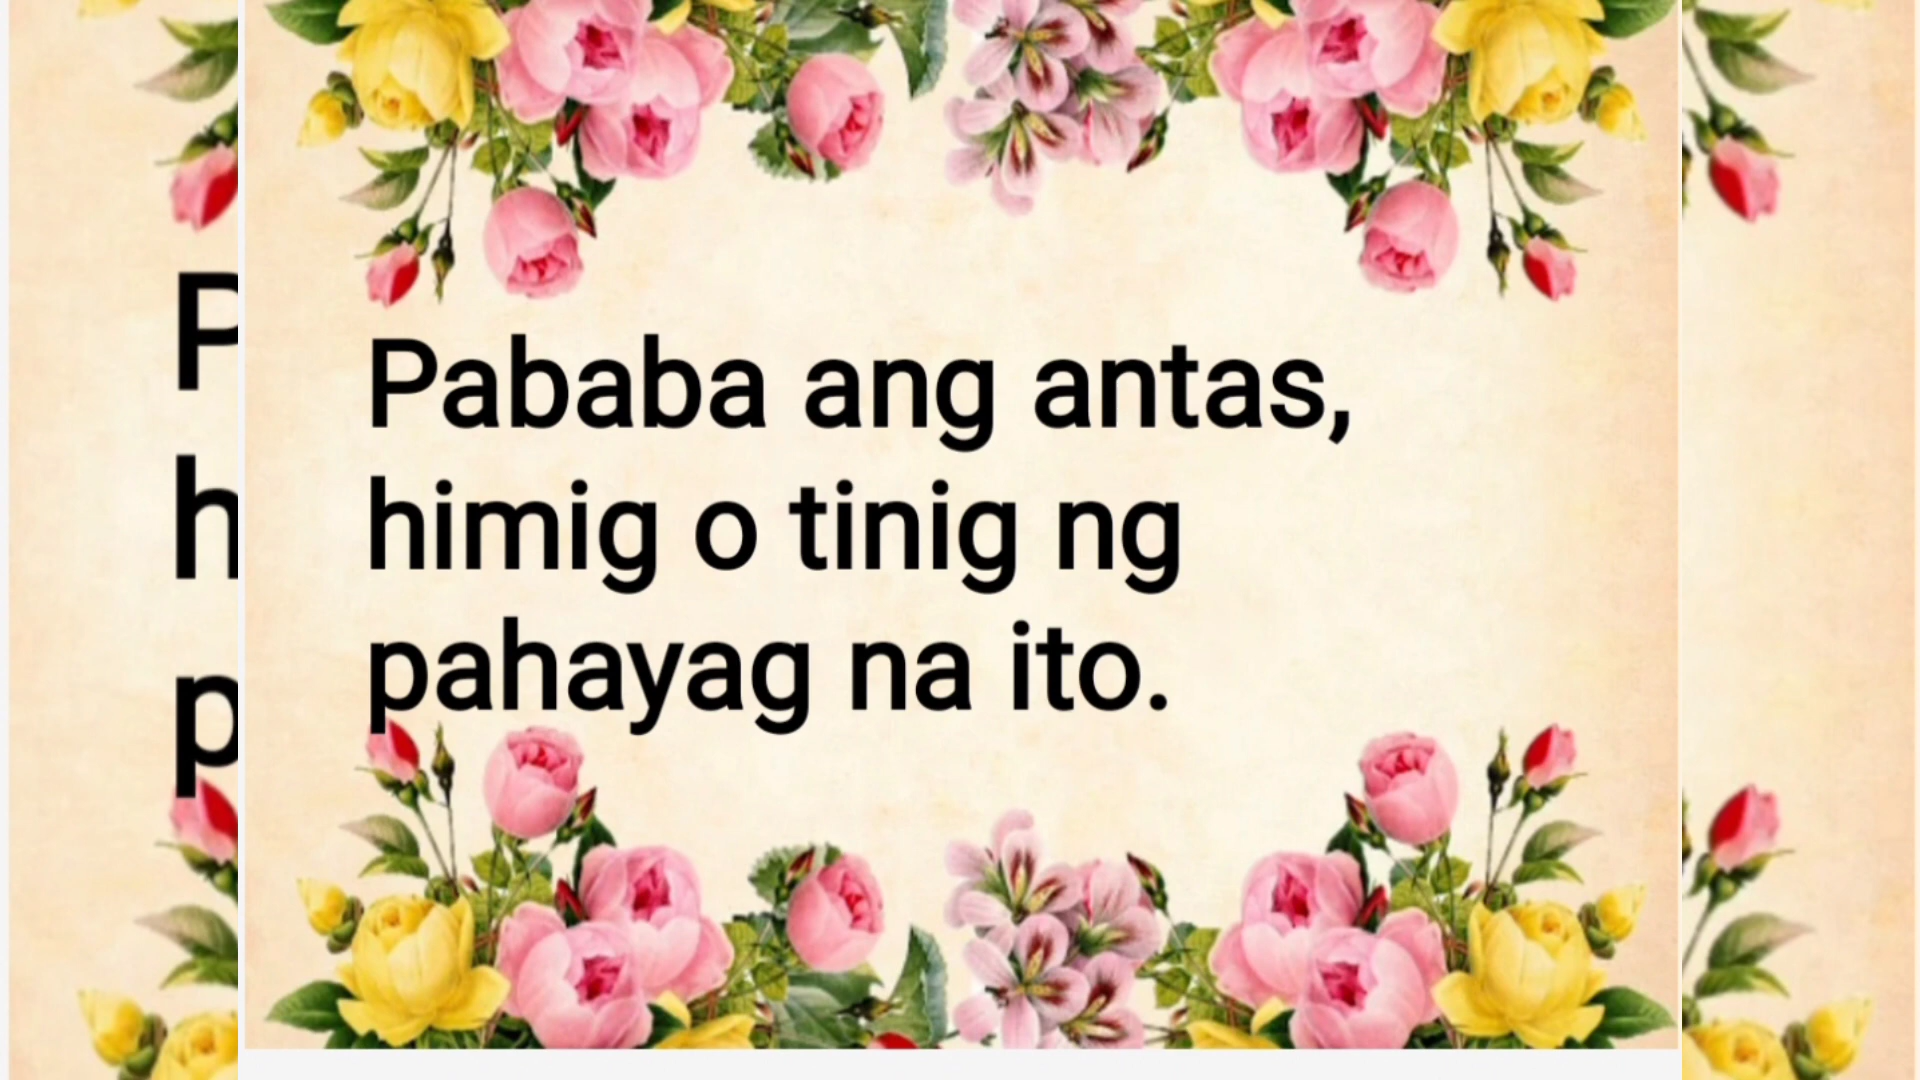 Pababa ang antas,
himig o tinig ng
pahayag na ito.
P
h
p